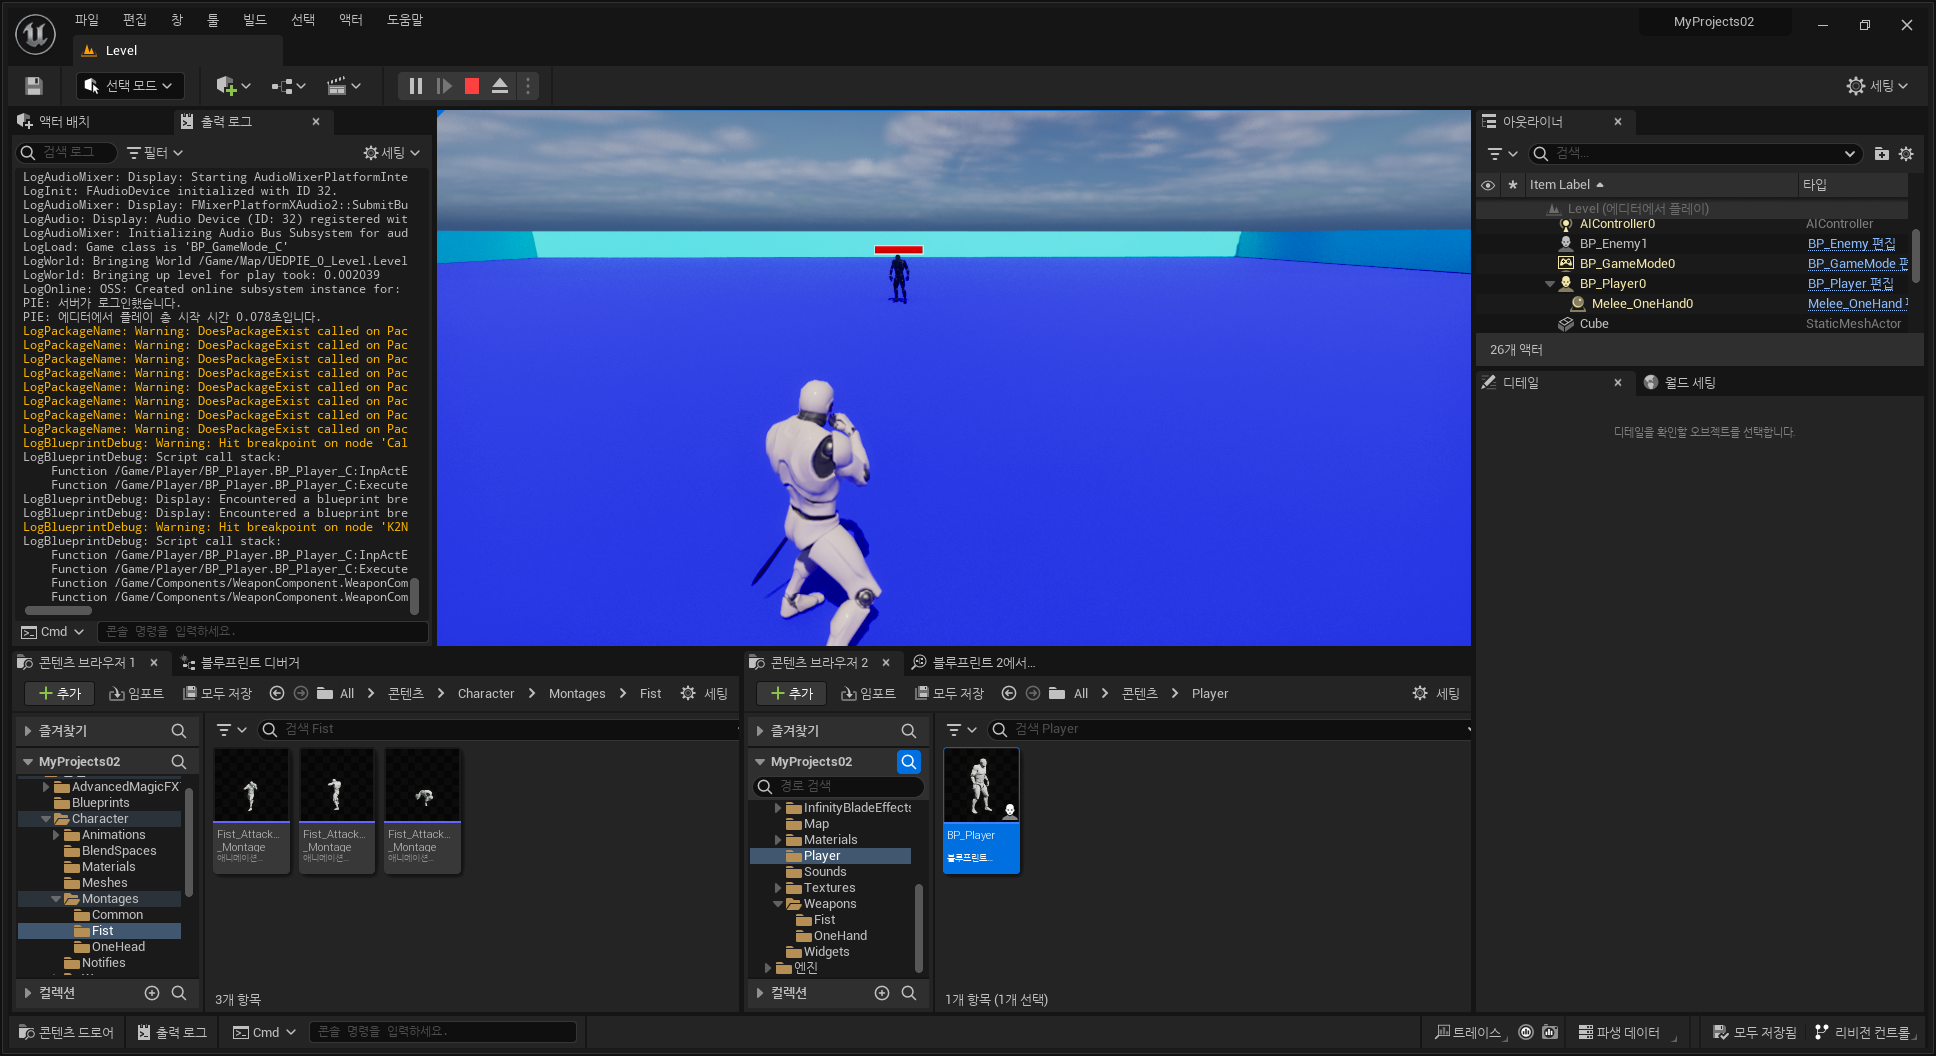 파일 편집 창 툴 빌드 선택 액터 도움말
MyProjects02
Level
선택 모드
세팅
액터 배치
출력 로그
검색 로그
필터
세팅
LogAudioMixer: Display: Starting AudioMixerPlatformInte
LogInit: FAudioDevice initialized with ID 32.
LogAudioMixer: Display: FMixerPlatformXAudio2::SubmitBu
LogAudio: Display: Audio Device (ID: 32) registered wit
LogAudioMixer: Initializing Audio Bus Subsystem for aud
LogLoad: Game class is 'BP_GameMode_C'
LogWorld: Bringing World /Game/Map/UEDPIE_0_Level.Level
LogWorld: Bringing up level for play took: 0.002039
LogOnline: OSS: Created online subsystem instance for:
PIE: 서버가 로그인했습니다.
PIE: 에디터에서 플레이 총 시작 시간 0.078초입니다.
LogPackageName: Warning: DoesPackageExist called on Pac
LogPackageName: Warning: DoesPackageExist called on Pac
LogPackageName: Warning: DoesPackageExist called on Pac
LogPackageName: Warning: DoesPackageExist called on Pac
LogPackageName: Warning: DoesPackageExist called on Pac
LogPackageName: Warning: DoesPackageExist called on Pac
LogPackageName: Warning: DoesPackageExist called on Pac
LogPackageName: Warning: DoesPackageExist called on Pac
LogBlueprintDebug: Warning: Hit breakpoint on node 'Cal
LogBlueprintDebug: Script call stack:
Function /Game/Player/BP_Player.BP_Player_C:InpActE
Function /Game/Player/BP_Player.BP_Player_C:Execute
LogBlueprintDebug: Display: Encountered a blueprint bre
LogBlueprintDebug: Display: Encountered a blueprint bre
LogBlueprintDebug: Warning: Hit breakpoint on node 'K2N
LogBlueprintDebug: Script call stack:
Function /Game/Player/BP_Player.BP_Player_C:InpActE
Function /Game/Player/BP_Player.BP_Player_C:Execute
Function /Game/Components/WeaponComponent.WeaponCom
Function /Game/Components/WeaponComponent.WeaponCom
Cmd 콘솔 명령을 입력하세요.
아웃라이너
검색...
Item Label 타입
Level (에디터에서 플레이)
AIController0 AIController
BP_Enemy1 BP_Enemy 편집
BP_GameMode0 BP_GameMode
BP_Player0 BP_Player 편집
Melee_OneHand0 Melee_OneHand
Cube StaticMeshActor
26개 액터
디테일
월드 세팅
디테일을 확인할 오브젝트를 선택합니다.
콘텐츠 브라우저 1
블루프린트 디버거
추가 임포트 모두 저장 All 콘텐츠 Character Montages Fist 세팅
즐겨찾기
검색 Fist
MyProjects02
AdvancedMagicFX
Blueprints
Character
Animations
BlendSpaces
Materials
Meshes
Montages
Common
Fist
OneHead
Notifies
컬렉션
Fist_Attack...
_Montage
애니메이션...
Fist_Attack...
_Montage
애니메이션...
Fist_Attack...
_Montage
애니메이션...
3개 항목
콘텐츠 브라우저 2
블루프린트 2에서...
추가 임포트 모두 저장 All 콘텐츠 Player 세팅
즐겨찾기
검색 Player
MyProjects02
경로 검색
InfinityBladeEffects
Map
Materials
Player
Sounds
Textures
Weapons
Fist
OneHand
Widgets
엔진
컬렉션
BP_Player
블루프린트...
1개 항목 (1개 선택)
콘텐츠 드로어 출력 로그 Cmd 콘솔 명령을 입력하세요.
트레이스 파생 데이터 모두 저장됨 리비전 컨트롤